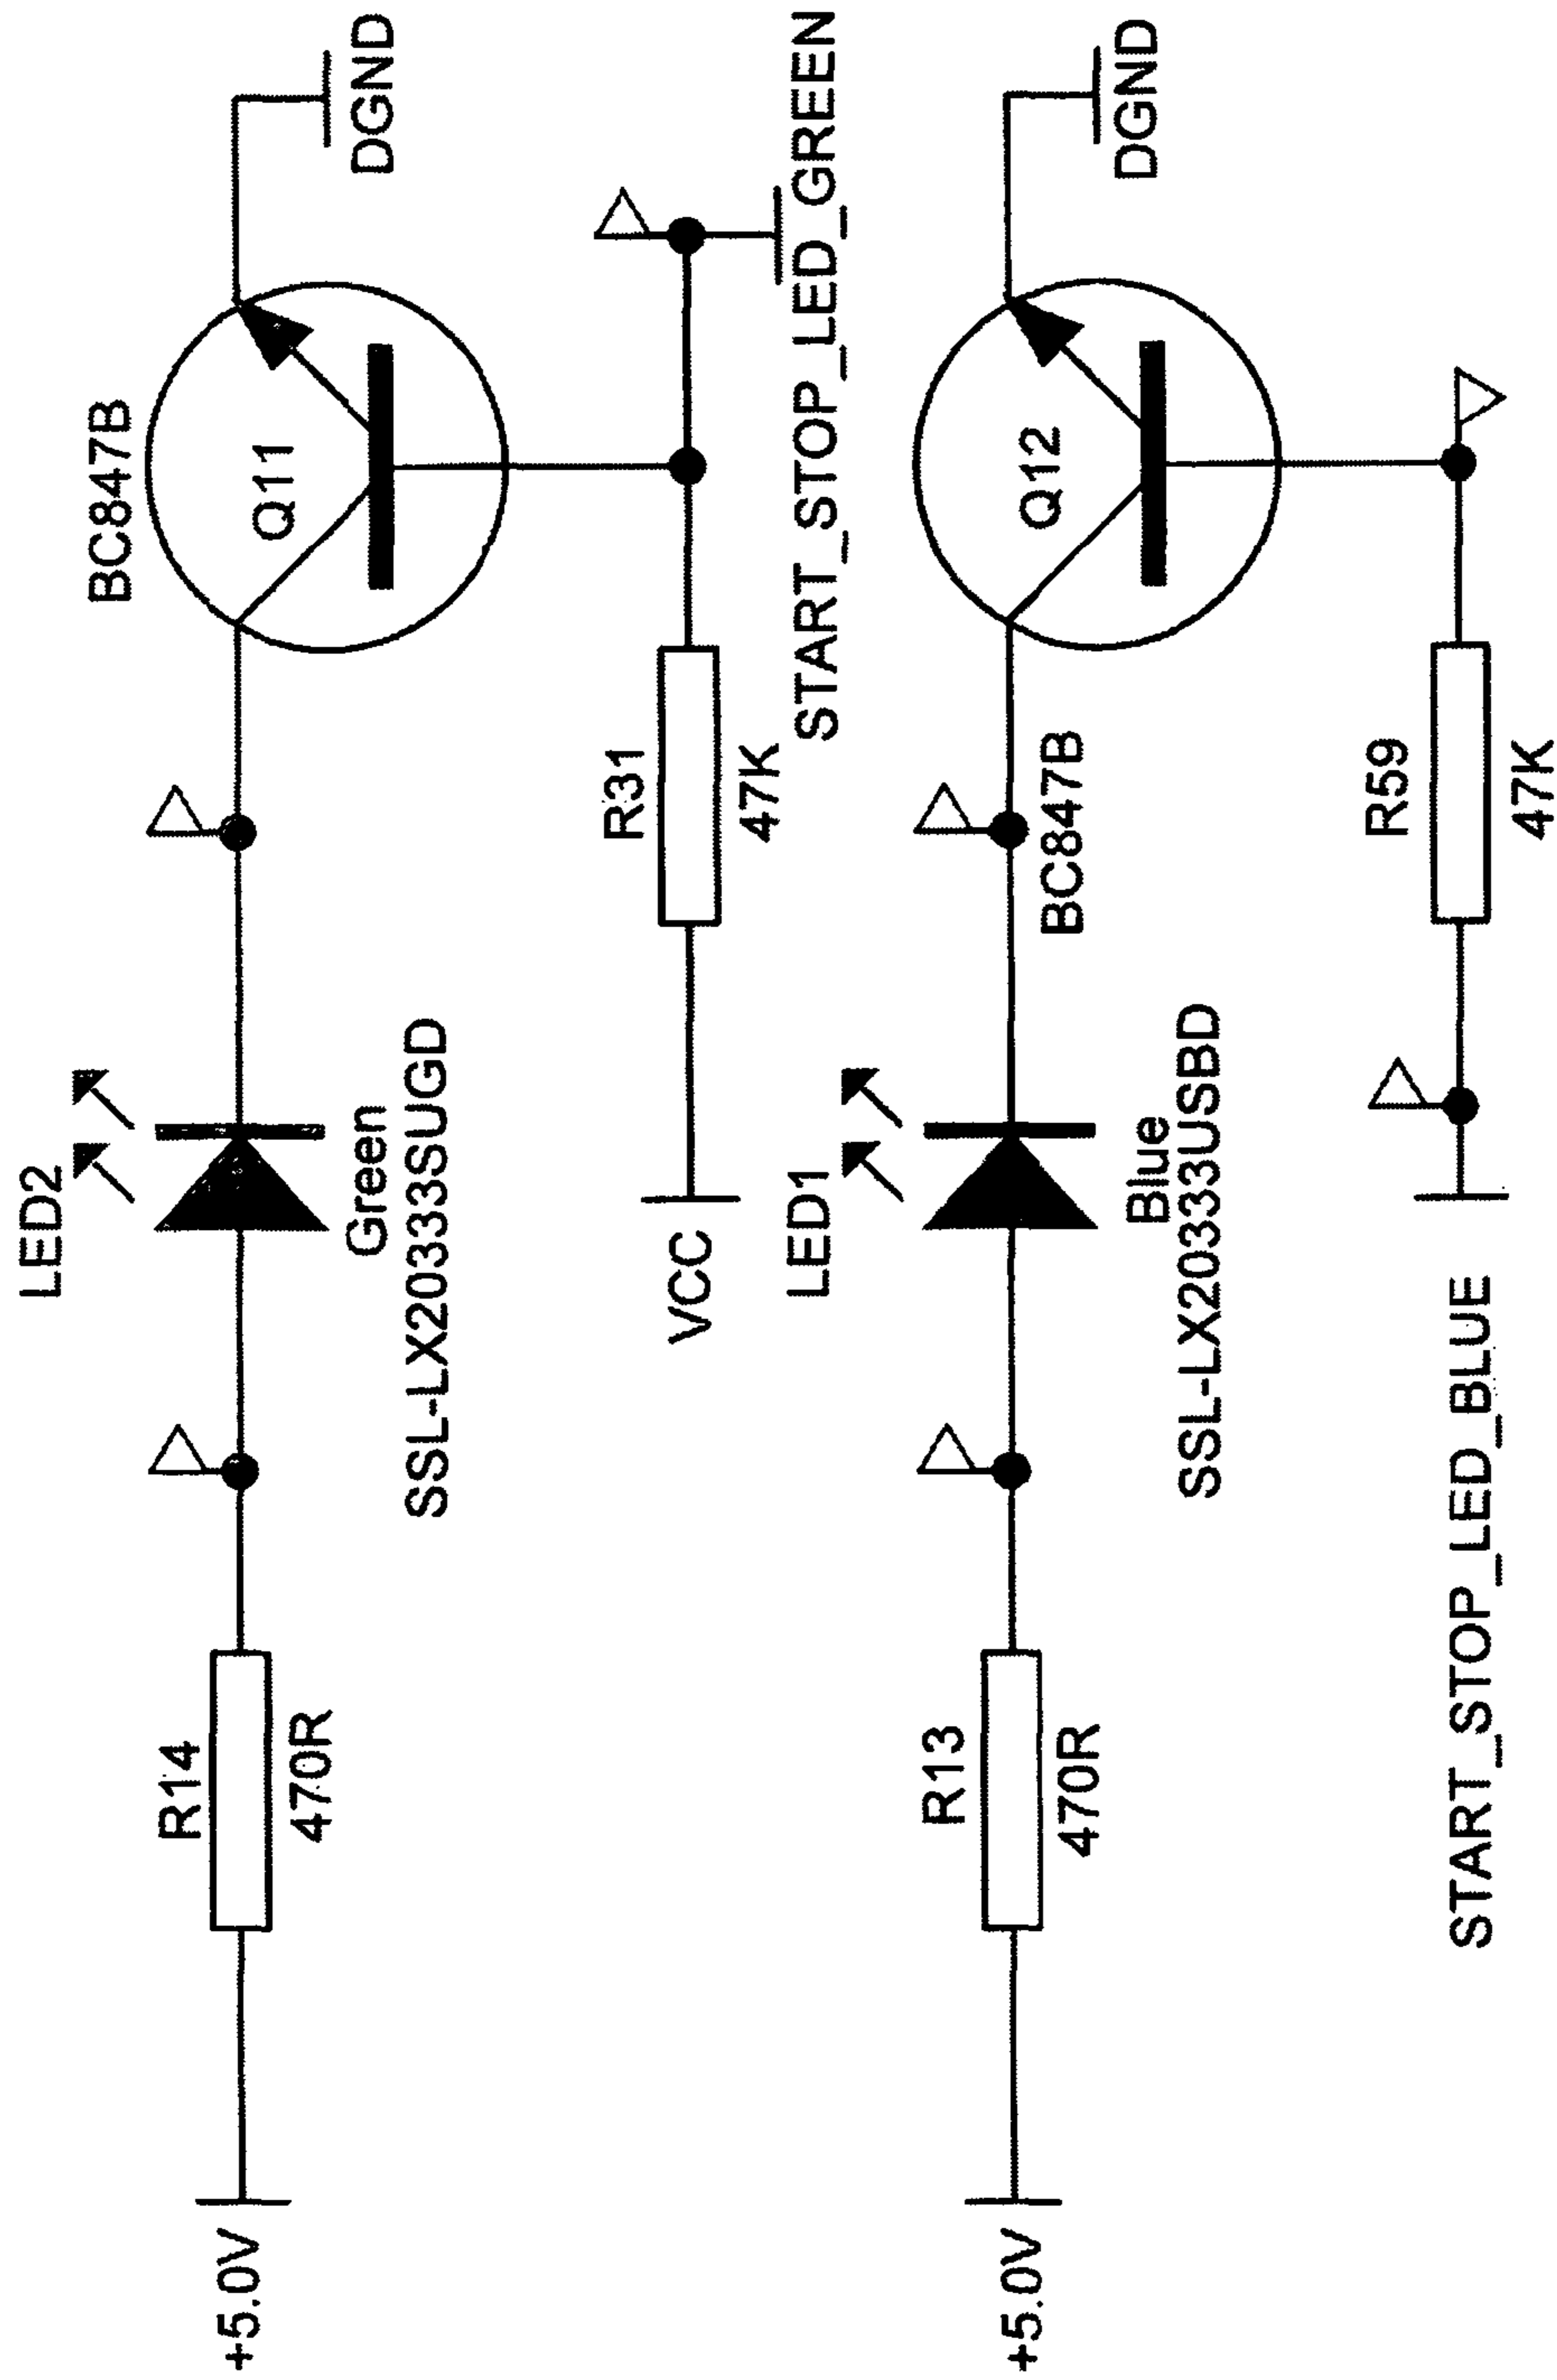 +5.0V
R14
470R
LED2
Green
SSL-LX20333SUGD
BC847B
Q11
DGND
VCC
R31
47K
START_STOP_LED_GREEN
+5.0V
R13
470R
LED1
Blue
SSL-LX20333USBD
BC847B
Q12
DGND
START_STOP_LED_BLUE
R59
47K